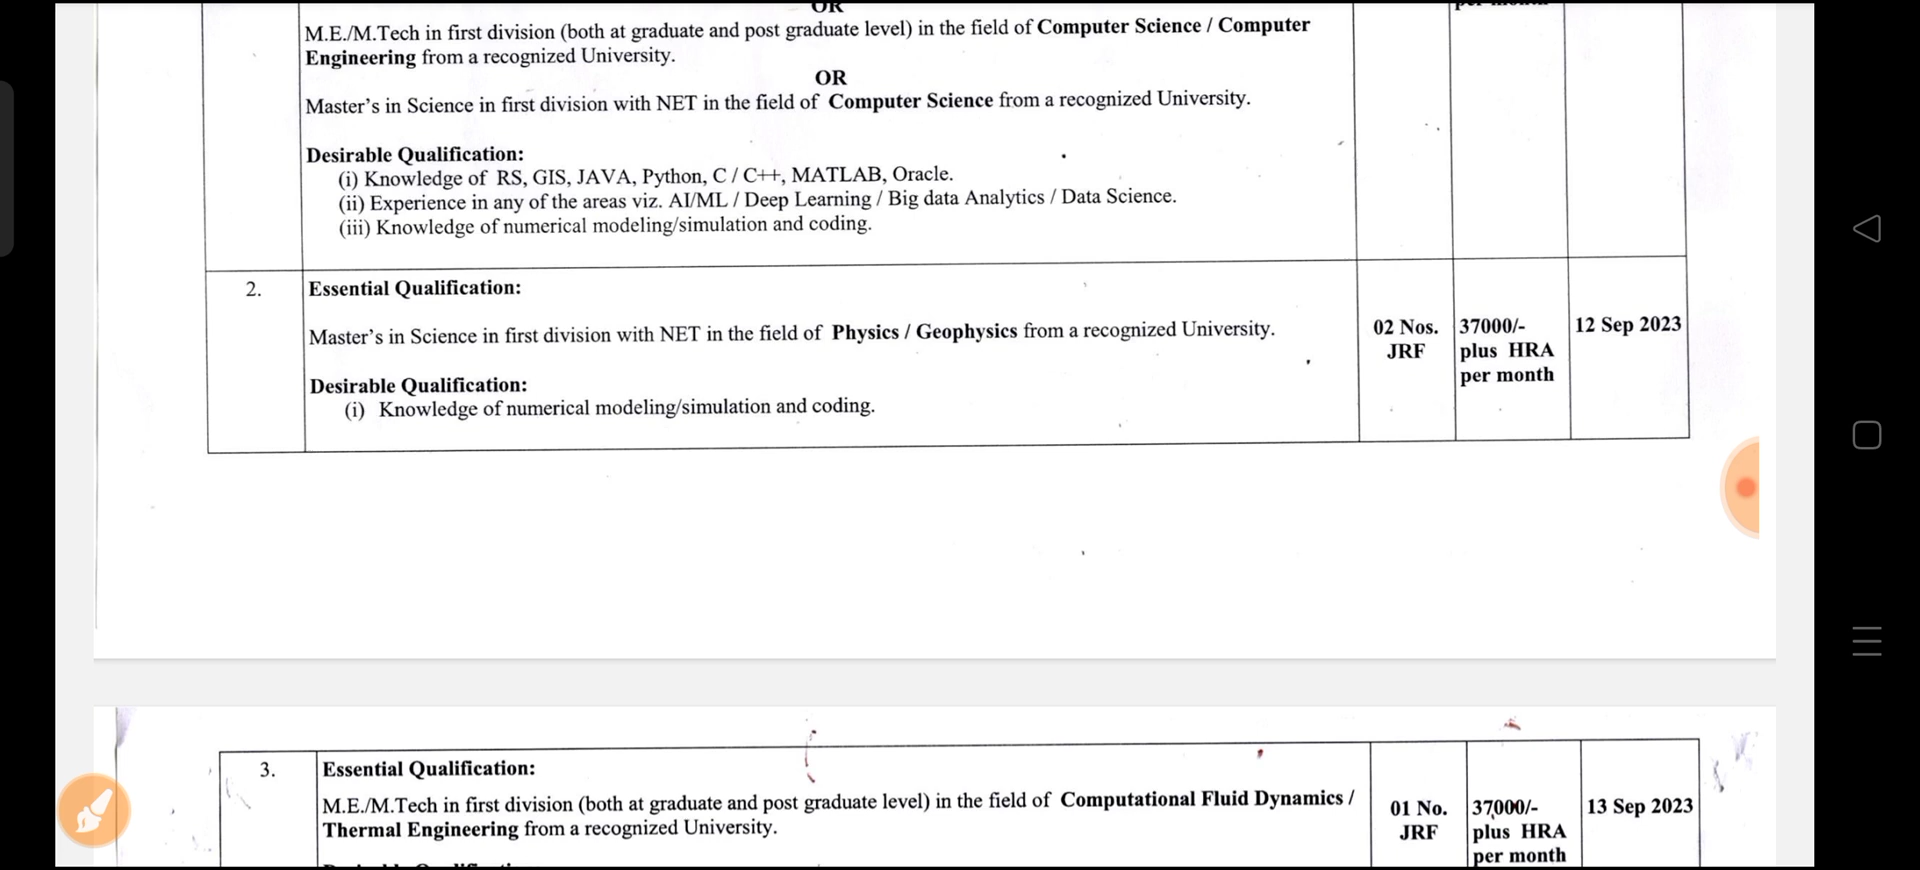 OR
per month
M.E./M.Tech in first division (both at graduate and post graduate level) in the field of Computer Science / Computer
Engineering from a recognized University.
OR
Master's in Science in first division with NET in the field of Computer Science from a recognized University.
Desirable Qualification:
(i) Knowledge of RS, GIS, JAVA, Python, C / C++, MATLAB, Oracle.
(ii) Experience in any of the areas viz. AI/ML / Deep Learning / Big data Analytics / Data Science.
(iii) Knowledge of numerical modeling/simulation and coding.
2.
Essential Qualification:
Master's in Science in first division with NET in the field of Physics / Geophysics from a recognized University.
Desirable Qualification:
(i) Knowledge of numerical modeling/simulation and coding.
02 Nos.
JRF
37000/-
plus HRA
per month
12 Sep 2023
3.
Essential Qualification:
M.E./M.Tech in first division (both at graduate and post graduate level) in the field of Computational Fluid Dynamics /
Thermal Engineering from a recognized University.
01 No.
JRF
37000/-
plus HRA
per month
13 Sep 2023